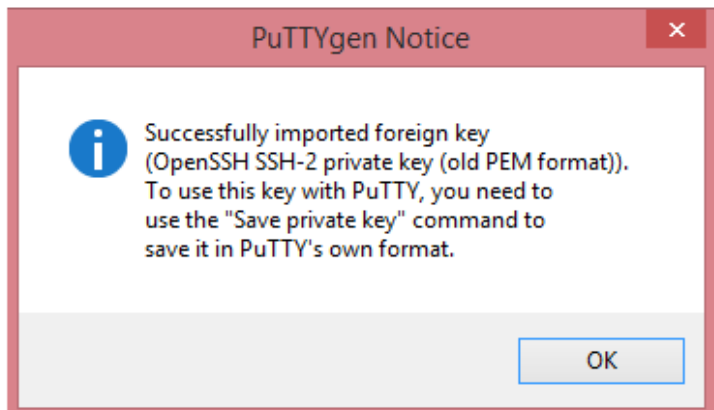 PuTTYgen Notice
Successfully imported foreign key
(OpenSSH SSH-2 private key (old PEM format)).
To use this key with PuTTY, you need to
use the "Save private key" command to
save it in PuTTY's own format.
OK